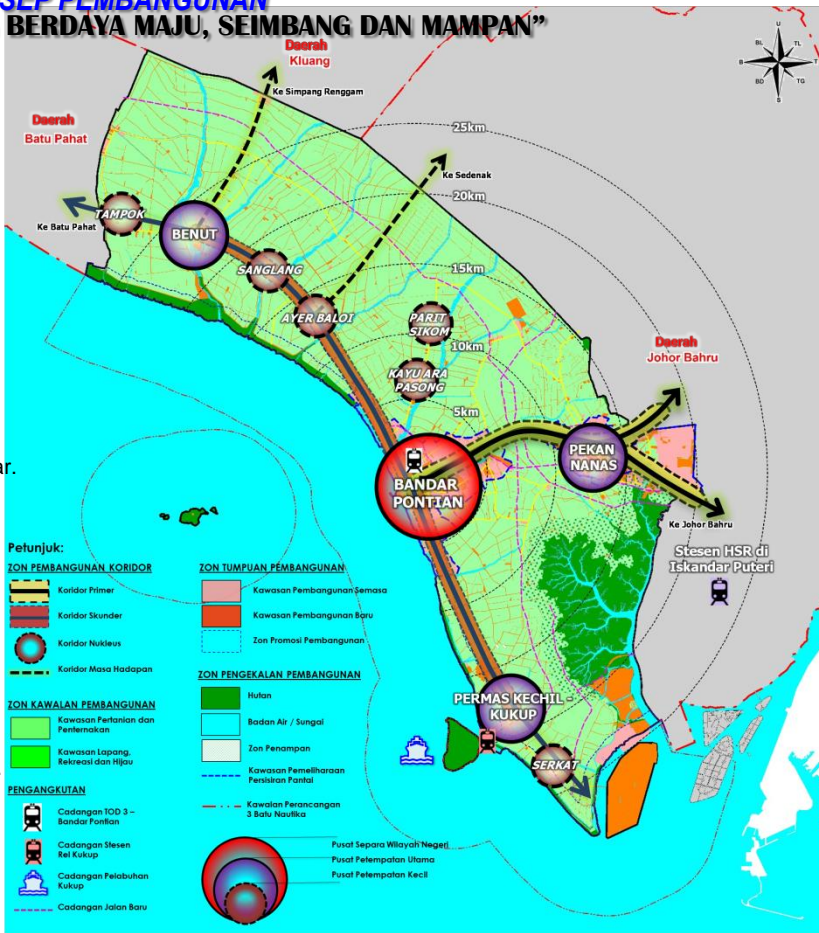 SEP PEMBANGUNAN
BERDAYA MAJU, SEIMBANG DAN MAMPAN”
Daerah
Kluang
Ke Simpang Renggam
U
BL
TL
B
T
BD
TG
S
Daerah
Batu Pahat
25km
Ke Sedenak
20km
TAMPOK
Ke Batu Pahat
BENUT
SANGLANG
15km
AYER BALOI
PARIT
SIKOM
10km
Daerah
Johor Bahru
KAYU ARA
PASONG
5km
PEKAN
NANAS
ar.
BANDAR
PONTIAN
Ke Johor Bahru
Stesen HSR di
Iskandar Puteri
PERMAS KECHIL -
KUKUP
SERKAT
Petunjuk:
ZON PEMBANGUNAN KORIDOR
Koridor Primer
Koridor Skunder
Koridor Nukleus
Koridor Masa Hadapan
ZON KAWALAN PEMBANGUNAN
Kawasan Pertanian dan
Penternakan
Kawasan Lapang,
Rekreasi dan Hijau
PENGANGKUTAN
Cadangan TOD 3 –
Bandar Pontian
Cadangan Stesen
Rel Kukup
Cadangan Pelabuhan
Kukup
Cadangan Jalan Baru
ZON TUMPUAN PEMBANGUNAN
Kawasan Pembangunan Semasa
Kawasan Pembangunan Baru
Zon Promosi Pembangunan
ZON PENGEKALAN PEMBANGUNAN
Hutan
Badan Air / Sungai
Zon Penampan
Kawasan Pemeliharaan
Persisiran Pantai
Kawalan Perancangan
3 Batu Nautika
Pusat Separa Wilayah Negeri
Pusat Petempatan Utama
Pusat Petempatan Kecil